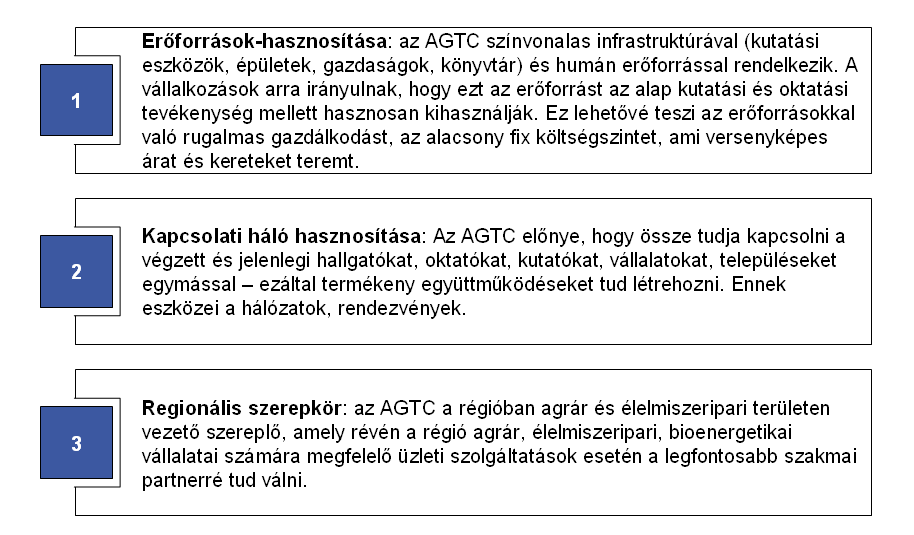 1
Erőforrások-hasznosítása: az AGTC színvonalas infrastruktúrával (kutatási
eszközök, épületek, gazdaságok, könyvtár) és humán erőforrással rendelkezik. A
vállalkozások arra irányulnak, hogy ezt az erőforrást az alap kutatási és oktatási
tevékenység mellett hasznosan kihasználják. Ez lehetővé teszi az erőforrásokkal
való rugalmas gazdálkodást, az alacsony fix költségszintet, ami versenyképes
árat és kereteket teremt.
2
Kapcsolati háló hasznosítása: Az AGTC előnye, hogy össze tudja kapcsolni a
végzett és jelenlegi hallgatókat, oktatókat, kutatókat, vállalatokat, településeket
egymással – ezáltal termékeny együttműködéseket tud létrehozni. Ennek
eszközei a hálózatok, rendezvények.
3
Regionális szerepkör: az AGTC a régióban agrár és élelmiszeripari területen
vezető szereplő, amely révén a régió agrár, élelmiszeripari, bioenergetikai
vállalatai számára megfelelő üzleti szolgáltatások esetén a legfontosabb szakmai
partnerré tud válni.